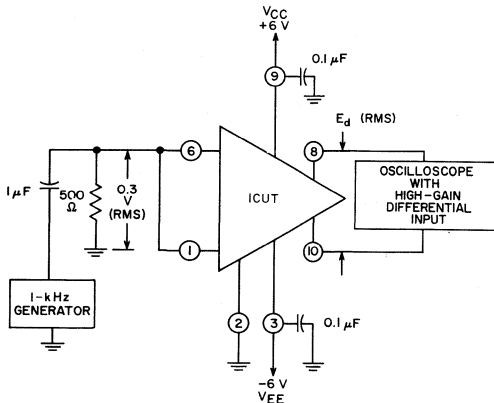 VCC
+6 V
9
0.1 μF
Ed (RMS)
6
8
OSCILLOSCOPE
WITH
HIGH-GAIN
DIFFERENTIAL
INPUT
1 μF
500
Ω
0.3
V
(RMS)
ICUT
1
10
1-kHz
GENERATOR
2
3
0.1 μF
-6 V
VEE